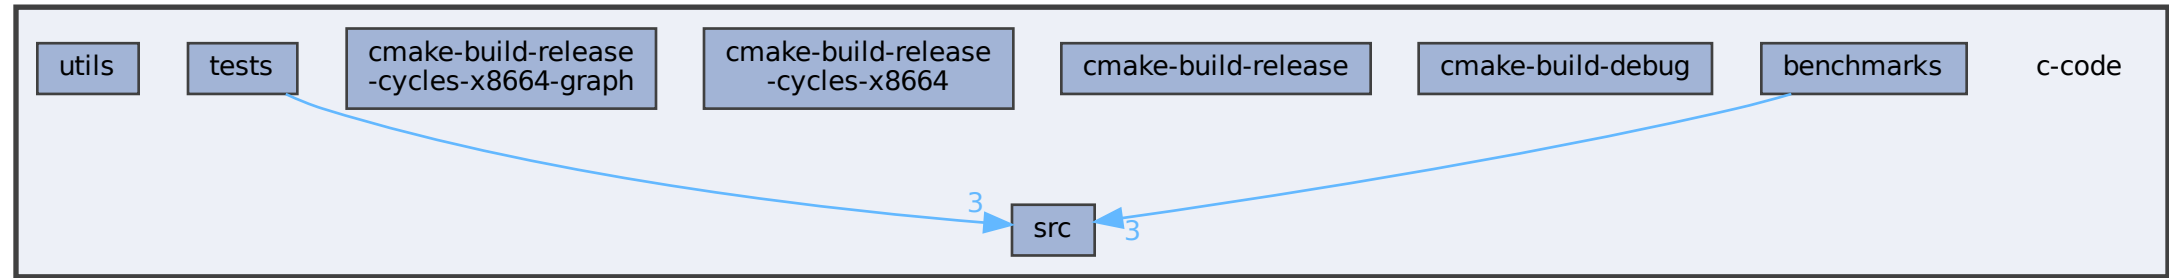 utils
tests
cmake-build-release
-cycles-x8664-graph
cmake-build-release
-cycles-x8664
cmake-build-release
cmake-build-debug
benchmarks
c-code
3
src
3